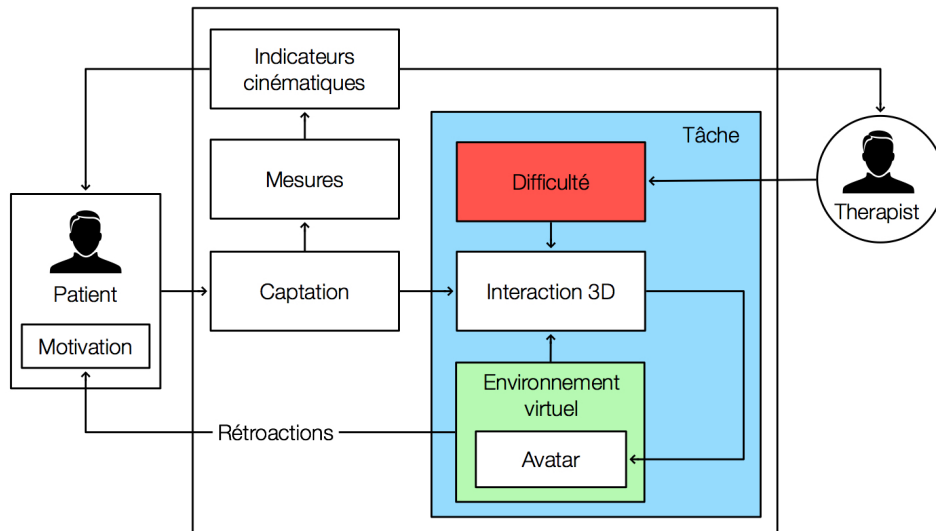 Indicateurs
cinématiques
Tâche
Mesures
Difficulté
Therapist
Patient
Captation
Interaction 3D
Motivation
Environnement
virtuel
Rétroactions
Avatar